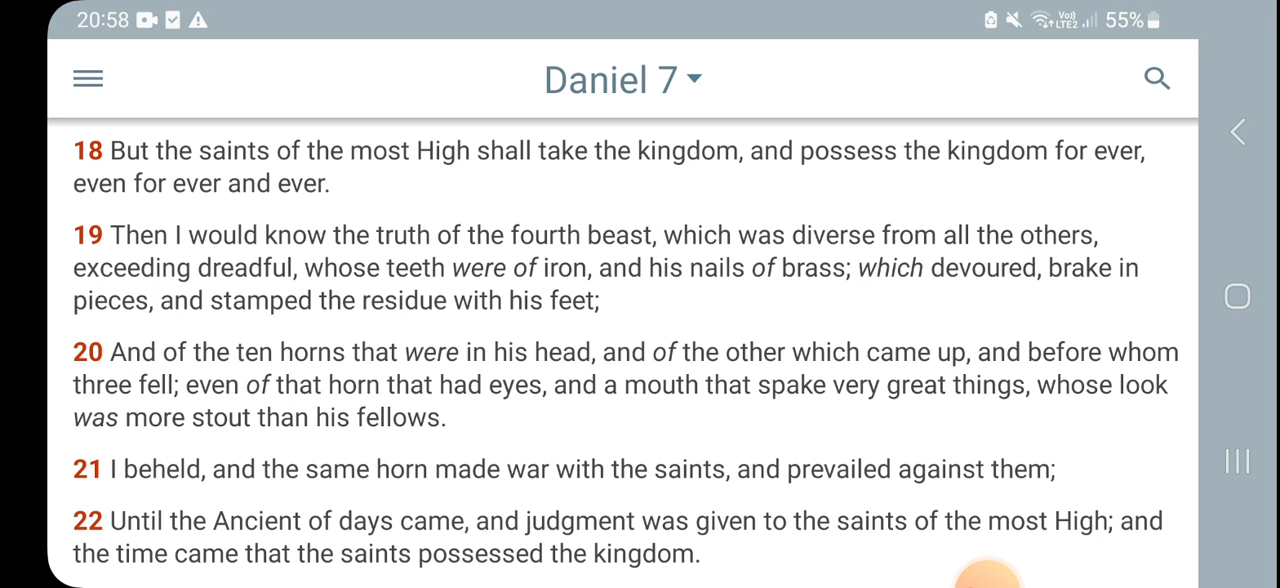 20:58
Vo)) LTE2 55%
Daniel 7
18 But the saints of the most High shall take the kingdom, and possess the kingdom for ever,
even for ever and ever.
19 Then I would know the truth of the fourth beast, which was diverse from all the others,
exceeding dreadful, whose teeth were of iron, and his nails of brass; which devoured, brake in
pieces, and stamped the residue with his feet;
20 And of the ten horns that were in his head, and of the other which came up, and before whom
three fell; even of that horn that had eyes, and a mouth that spake very great things, whose look
was more stout than his fellows.
21 I beheld, and the same horn made war with the saints, and prevailed against them;
22 Until the Ancient of days came, and judgment was given to the saints of the most High; and
the time came that the saints possessed the kingdom.